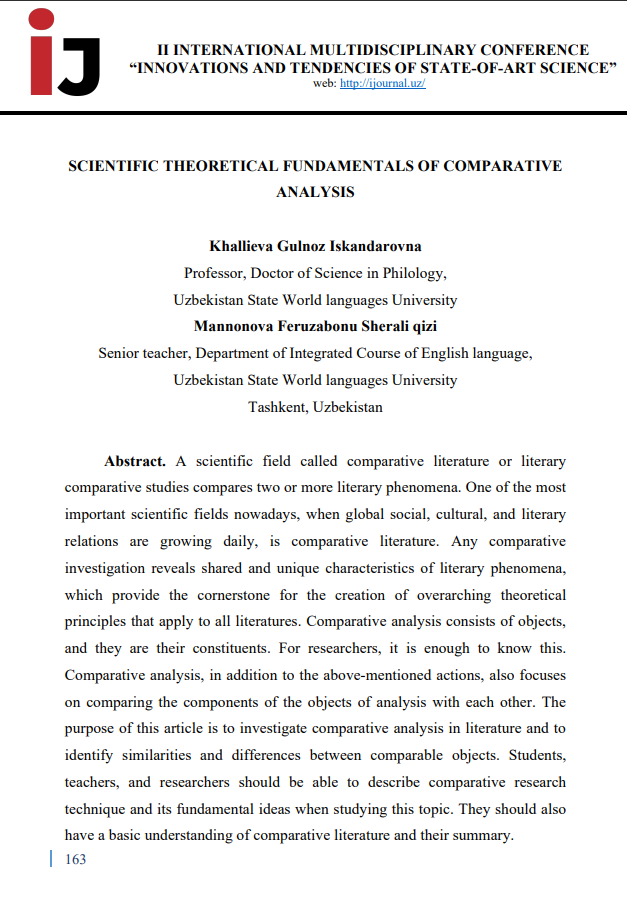 iJ
II INTERNATIONAL MULTIDISCIPLINARY CONFERENCE
“INNOVATIONS AND TENDENCIES OF STATE-OF-ART SCIENCE”
web: http://ijournal.uz/
SCIENTIFIC THEORETICAL FUNDAMENTALS OF COMPARATIVE
ANALYSIS
Khallieva Gulnoz Iskandarovna
Professor, Doctor of Science in Philology,
Uzbekistan State World languages University
Mannonova Feruzabonu Sherali qizi
Senior teacher, Department of Integrated Course of English language,
Uzbekistan State World languages University
Tashkent, Uzbekistan
Abstract. A scientific field called comparative literature or literary
comparative studies compares two or more literary phenomena. One of the most
important scientific fields nowadays, when global social, cultural, and literary
relations are growing daily, is comparative literature. Any comparative
investigation reveals shared and unique characteristics of literary phenomena,
which provide the cornerstone for the creation of overarching theoretical
principles that apply to all literatures. Comparative analysis consists of objects,
and they are their constituents. For researchers, it is enough to know this.
Comparative analysis, in addition to the above-mentioned actions, also focuses
on comparing the components of the objects of analysis with each other. The
purpose of this article is to investigate comparative analysis in literature and to
identify similarities and differences between comparable objects. Students,
teachers, and researchers should be able to describe comparative research
technique and its fundamental ideas when studying this topic. They should also
have a basic understanding of comparative literature and their summary.
163